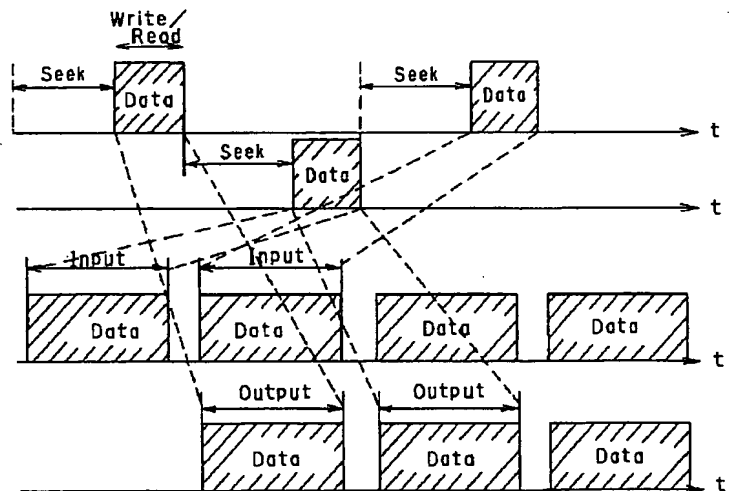 Write/
Read
Seek
Data
Seek
Data
t
Seek
Data
t
Input
Input
Data
Data
Data
Data
t
Output
Output
Data
Data
Data
t